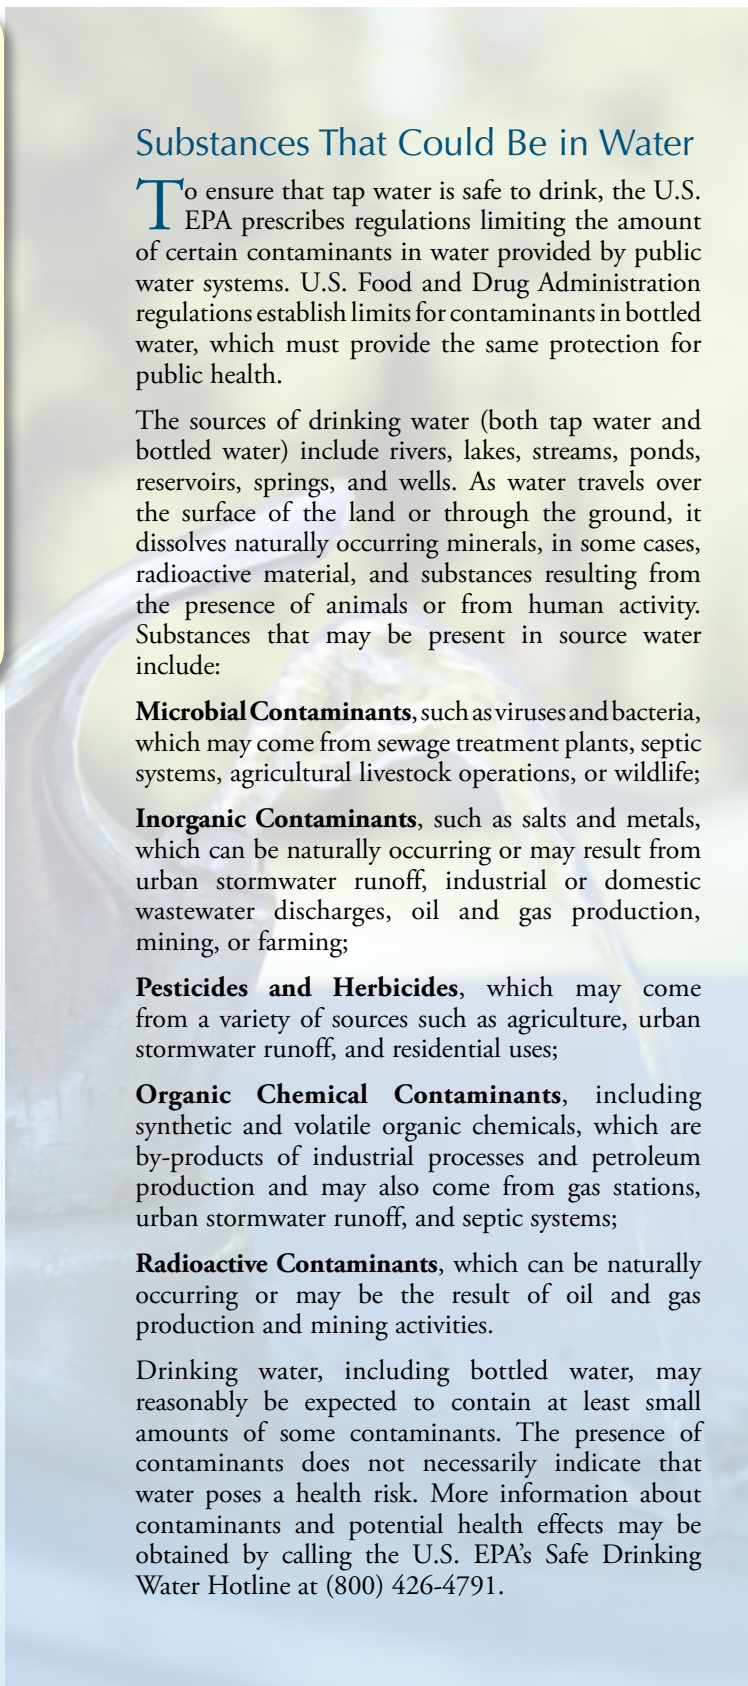 Substances That Could Be in Water
To ensure that tap water is safe to drink, the U.S.
EPA prescribes regulations limiting the amount
of certain contaminants in water provided by public
water systems. U.S. Food and Drug Administration
regulations establish limits for contaminants in bottled
water, which must provide the same protection for
public health.
The sources of drinking water (both tap water and
bottled water) include rivers, lakes, streams, ponds,
reservoirs, springs, and wells. As water travels over
the surface of the land or through the ground, it
dissolves naturally occurring minerals, in some cases,
radioactive material, and substances resulting from
the presence of animals or from human activity.
Substances that may be present in source water
include:
Microbial Contaminants, such as viruses and bacteria,
which may come from sewage treatment plants, septic
systems, agricultural livestock operations, or wildlife;
Inorganic Contaminants, such as salts and metals,
which can be naturally occurring or may result from
urban stormwater runoff, industrial or domestic
wastewater discharges, oil and gas production,
mining, or farming;
Pesticides and Herbicides, which may come
from a variety of sources such as agriculture, urban
stormwater runoff, and residential uses;
Organic Chemical Contaminants, including
synthetic and volatile organic chemicals, which are
by-products of industrial processes and petroleum
production and may also come from gas stations,
urban stormwater runoff, and septic systems;
Radioactive Contaminants, which can be naturally
occurring or may be the result of oil and gas
production and mining activities.
Drinking water, including bottled water, may
reasonably be expected to contain at least small
amounts of some contaminants. The presence of
contaminants does not necessarily indicate that
water poses a health risk. More information about
contaminants and potential health effects may be
obtained by calling the U.S. EPA's Safe Drinking
Water Hotline at (800) 426-4791.